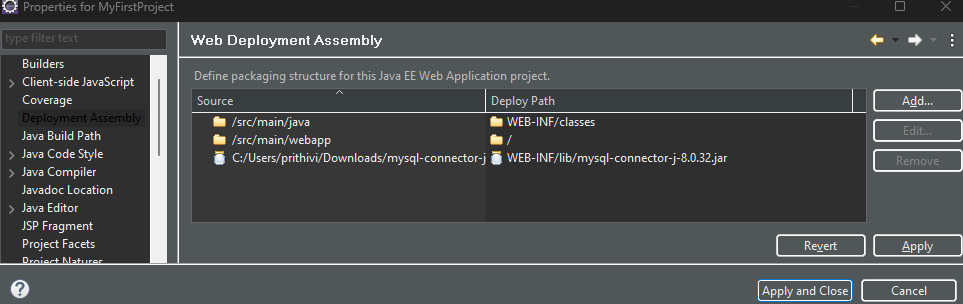 Properties for MyFirstProject
type filter text
Web Deployment Assembly
Builders
Client-side JavaScript
Coverage
Deployment Assembly
Java Build Path
Java Code Style
Java Compiler
Javadoc Location
Java Editor
JSP Fragment
Project Facets
Project Natures
Define packaging structure for this Java EE Web Application project.
Source Deploy Path
/src/main/java WEB-INF/classes
/src/main/webapp /
C:/Users/prithivi/Downloads/mysql-connector-j WEB-INF/lib/mysql-connector-j-8.0.32.jar
Add...
Edit...
Remove
Revert Apply
? Apply and Close Cancel